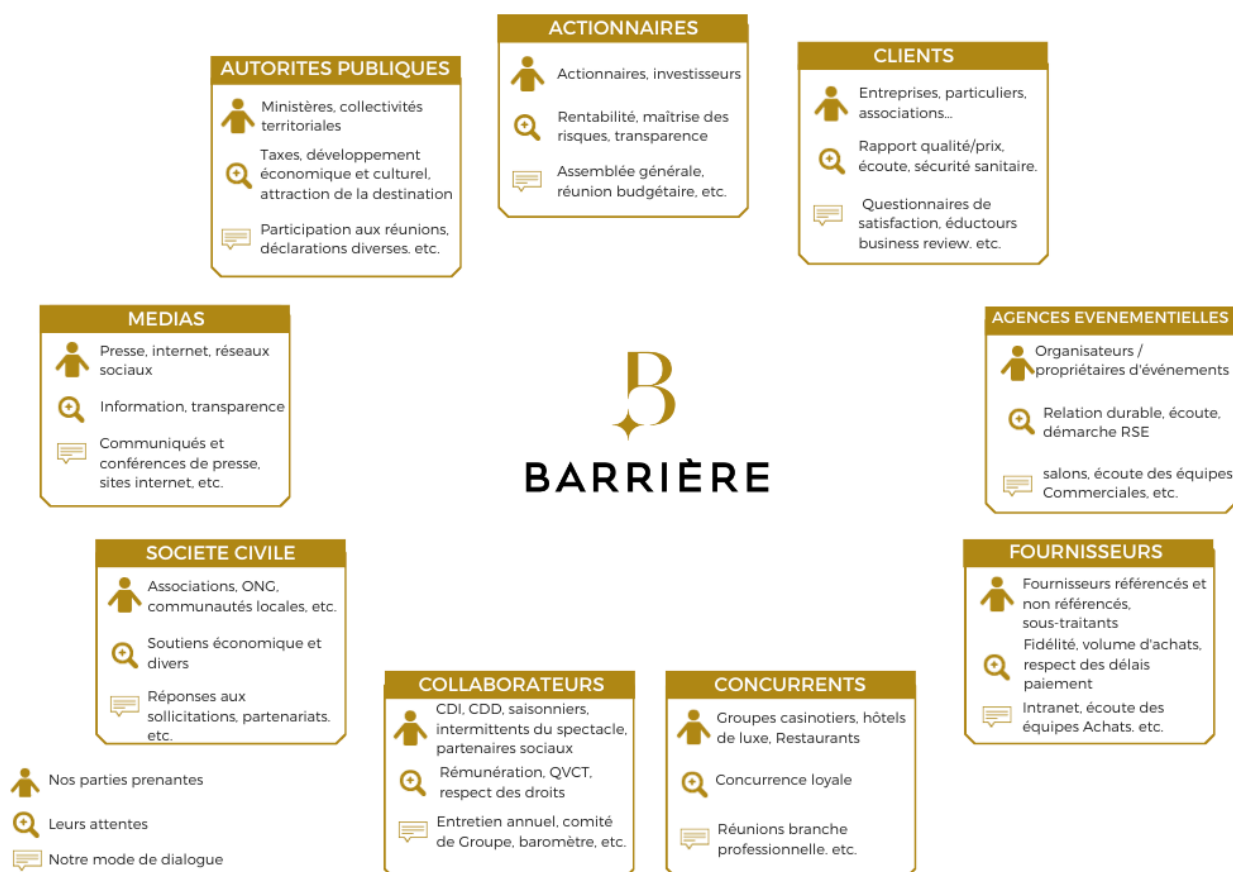 ACTIONNAIRES
Actionnaires, investisseurs
Rentabilité, maîtrise des
risques, transparence
Assemblée générale,
réunion budgétaire, etc.
AUTORITES PUBLIQUES
Ministères, collectivités
territoriales
Taxes, développement
économique et culturel,
attraction de la destination
Participation aux réunions,
déclarations diverses. etc.
CLIENTS
Entreprises, particuliers,
associations...
Rapport qualité/prix,
écoute, sécurité sanitaire.
Questionnaires de
satisfaction, éductours
business review. etc.
MEDIAS
Presse, internet, réseaux
sociaux
Information, transparence
Communiqués et
conférences de presse,
sites internet, etc.
B
BARRIÈRE
AGENCES EVENEMENTIELLES
Organisateurs /
propriétaires d'événements
Relation durable, écoute,
démarche RSE
salons, écoute des équipes
Commerciales, etc.
SOCIETE CIVILE
Associations, ONG,
communautés locales, etc.
Soutiens économique et
divers
Réponses aux
sollicitations, partenariats.
etc.
FOURNISSEURS
Fournisseurs référencés et
non référencés,
sous-traitants
Fidélité, volume d'achats,
respect des délais
paiement
Intranet, écoute des
équipes Achats. etc.
COLLABORATEURS
CDI, CDD, saisonniers,
intermittents du spectacle,
partenaires sociaux
Rémunération, QVCT,
respect des droits
Entretien annuel, comité
de Groupe, baromètre, etc.
CONCURRENTS
Groupes casinotiers, hôtels
de luxe, Restaurants
Concurrence loyale
Réunions branche
professionnelle. etc.
Nos parties prenantes
Leurs attentes
Notre mode de dialogue